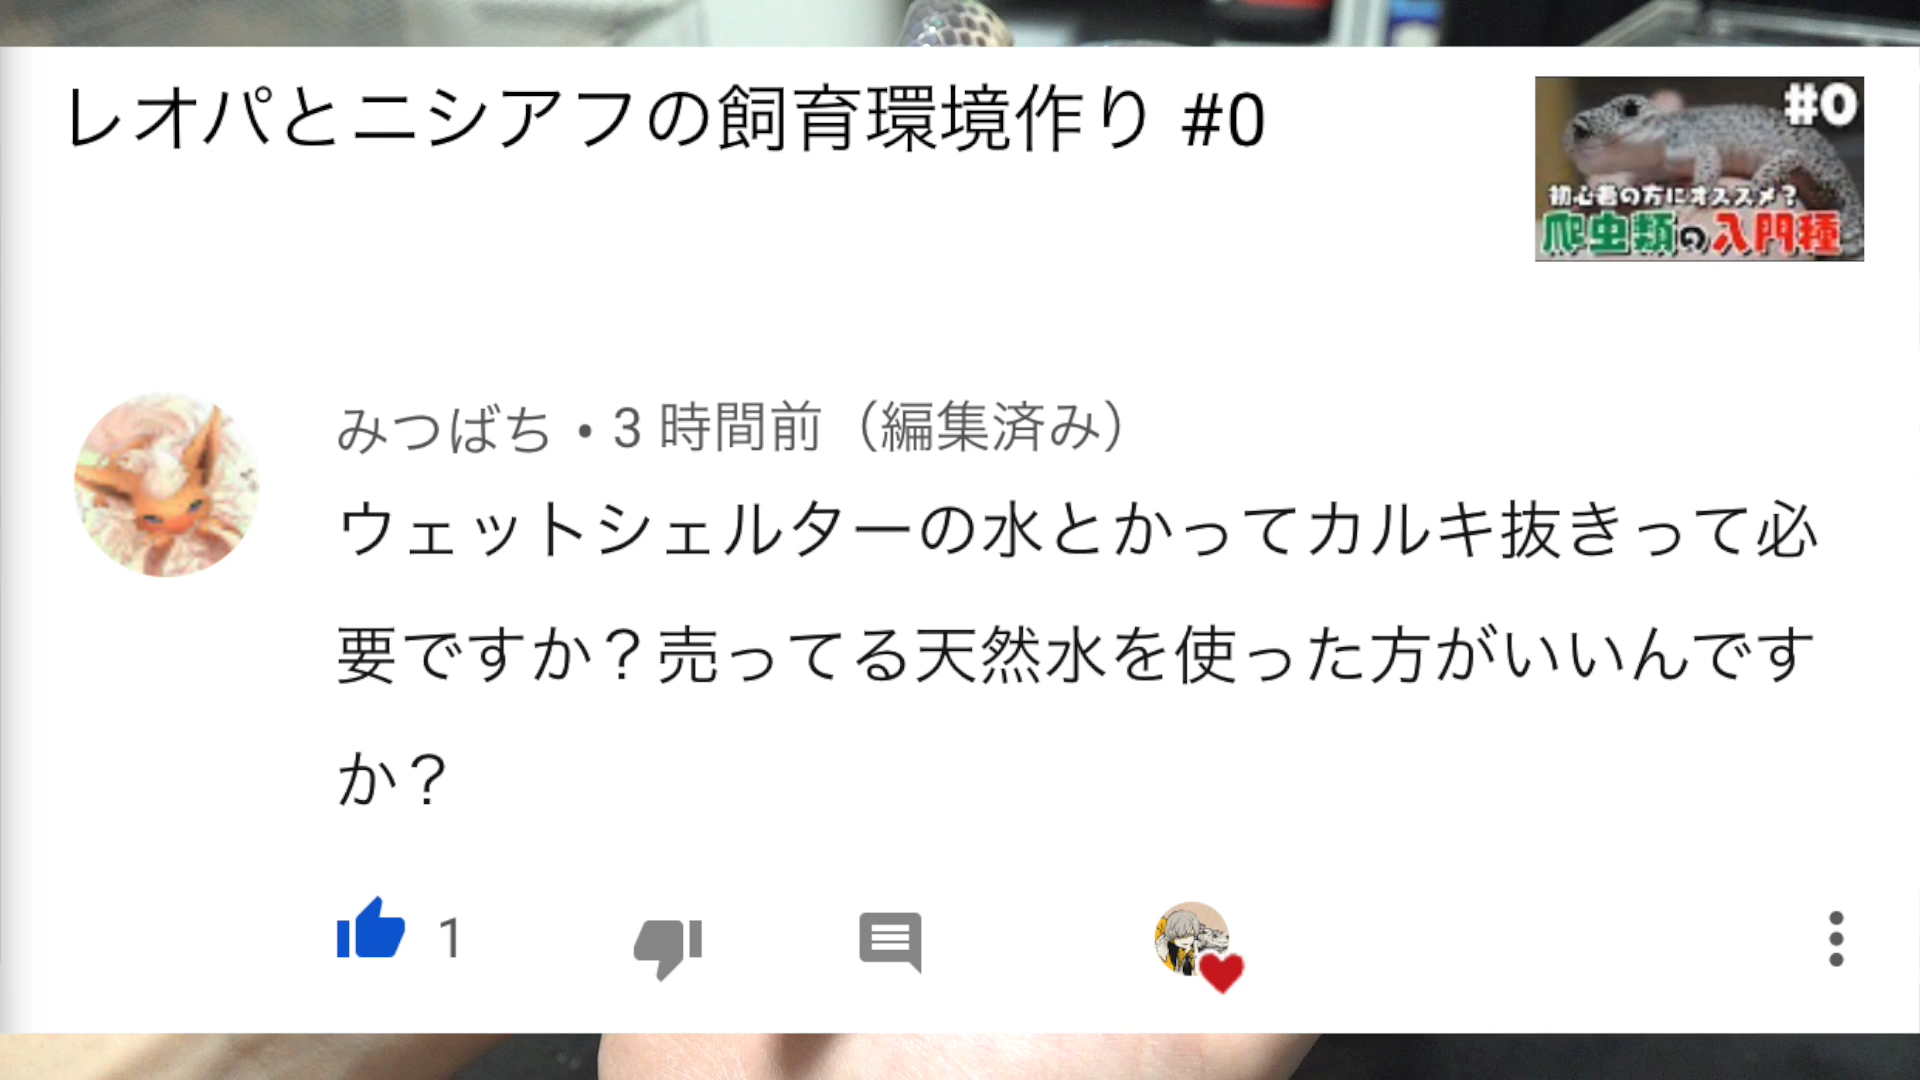 レオパとニシアフの飼育環境作り #0
#0
初心者の方にオススメ？
爬虫類の入門種
みつばち • 3 時間前（編集済み）
ウェットシェルターの水とかってカルキ抜きって必
要ですか？売ってる天然水を使った方がいいんです
か？
1